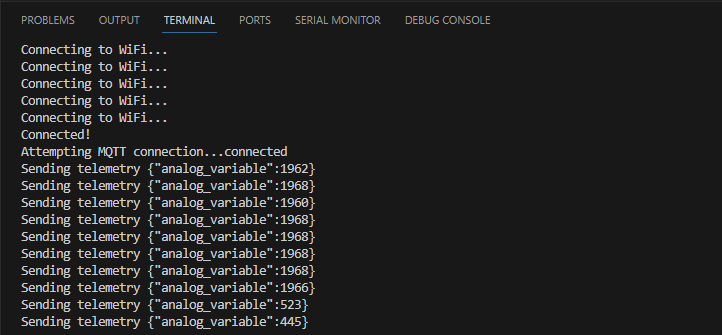 PROBLEMS OUTPUT TERMINAL PORTS SERIAL MONITOR DEBUG CONSOLE
Connecting to WiFi...
Connecting to WiFi...
Connecting to WiFi...
Connecting to WiFi...
Connecting to WiFi...
Connected!
Attempting MQTT connection...connected
Sending telemetry {"analog_variable":1962}
Sending telemetry {"analog_variable":1968}
Sending telemetry {"analog_variable":1960}
Sending telemetry {"analog_variable":1968}
Sending telemetry {"analog_variable":1968}
Sending telemetry {"analog_variable":1968}
Sending telemetry {"analog_variable":1968}
Sending telemetry {"analog_variable":1966}
Sending telemetry {"analog_variable":523}
Sending telemetry {"analog_variable":445}